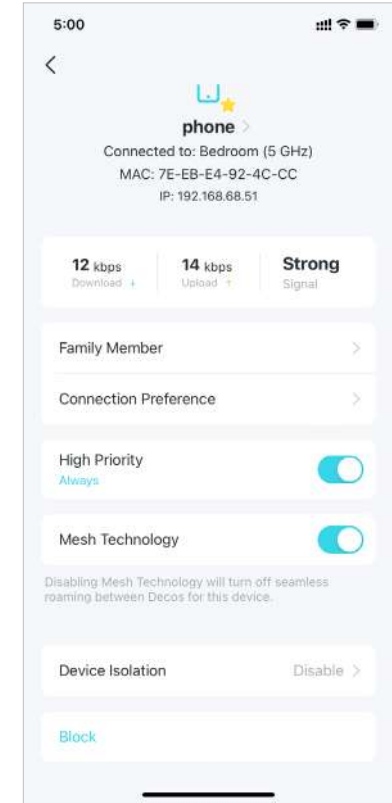 5:00
phone
Connected to: Bedroom (5 GHz)
MAC: 7E-EB-E4-92-4C-CC
IP: 192.168.68.51
12 kbps 14 kbps Strong
Download ↓ Upload ↑ Signal
Family Member
Connection Preference
High Priority
Always
Mesh Technology
Disabling Mesh Technology will turn off seamless
roaming between Decos for this device.
Device Isolation Disable
Block